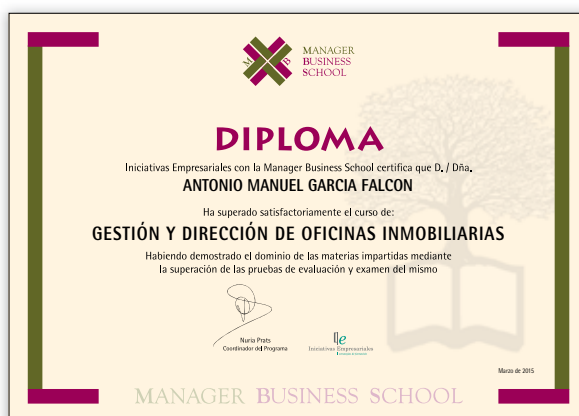 M B
MANAGER
BUSINESS
SCHOOL
DIPLOMA
Iniciativas Empresariales con la Manager Business School certifica que D. / Dña.
ANTONIO MANUEL GARCIA FALCON
Ha superado satisfactoriamente el curso de:
GESTIÓN Y DIRECCIÓN DE OFICINAS INMOBILIARIAS
Habiendo demostrado el dominio de las materias impartidas mediante
la superación de las pruebas de evaluación y examen del mismo
Nuria Prats
Coordinador del Programa
Ie
Iniciativas Empresariales
Marzo de 2015
MANAGER BUSINESS SCHOOL